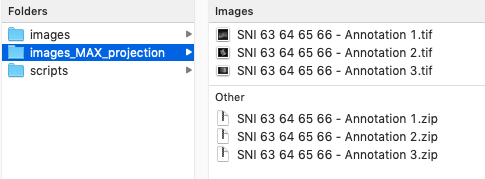 Folders
images
images_MAX_projection
scripts
Images
SNI 63 64 65 66 - Annotation 1.tif
SNI 63 64 65 66 - Annotation 2.tif
SNI 63 64 65 66 - Annotation 3.tif
Other
SNI 63 64 65 66 - Annotation 1.zip
SNI 63 64 65 66 - Annotation 2.zip
SNI 63 64 65 66 - Annotation 3.zip